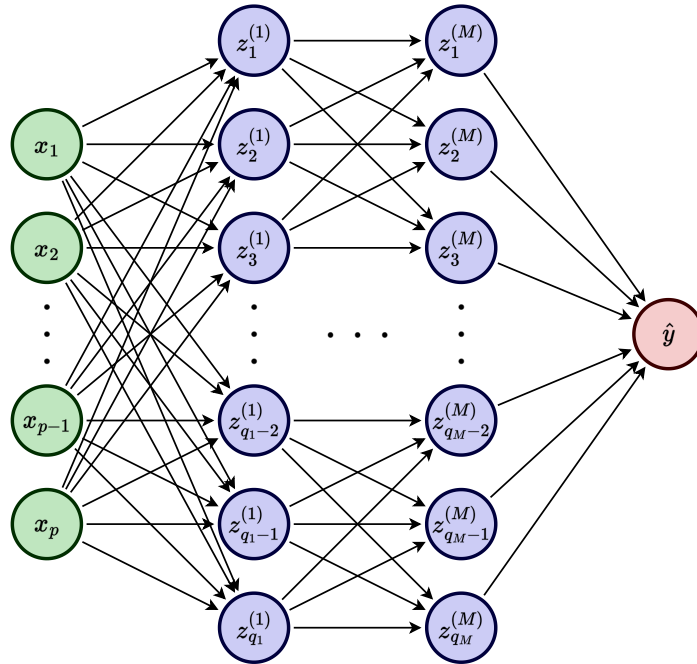 z_1^{(1)} z_1^{(M)}
x_1 z_2^{(1)} z_2^{(M)}
x_2 z_3^{(1)} z_3^{(M)}
ŷ
x_{p−1} z_{q_1−2}^{(1)} z_{q_M−2}^{(M)}
x_p z_{q_1−1}^{(1)} z_{q_M−1}^{(M)}
z_{q_1}^{(1)} z_{q_M}^{(M)}